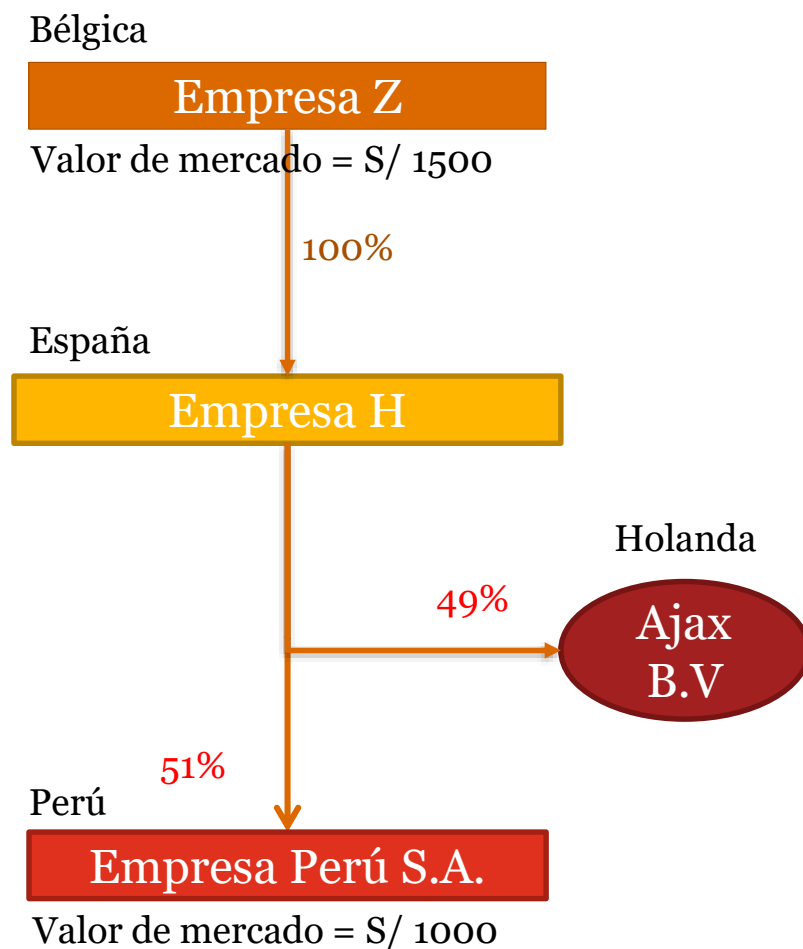 Bélgica
Empresa Z
Valor de mercado = S/ 1500
100%
España
Empresa H
Holanda
49%
Ajax
B.V
51%
Perú
Empresa Perú S.A.
Valor de mercado = S/ 1000